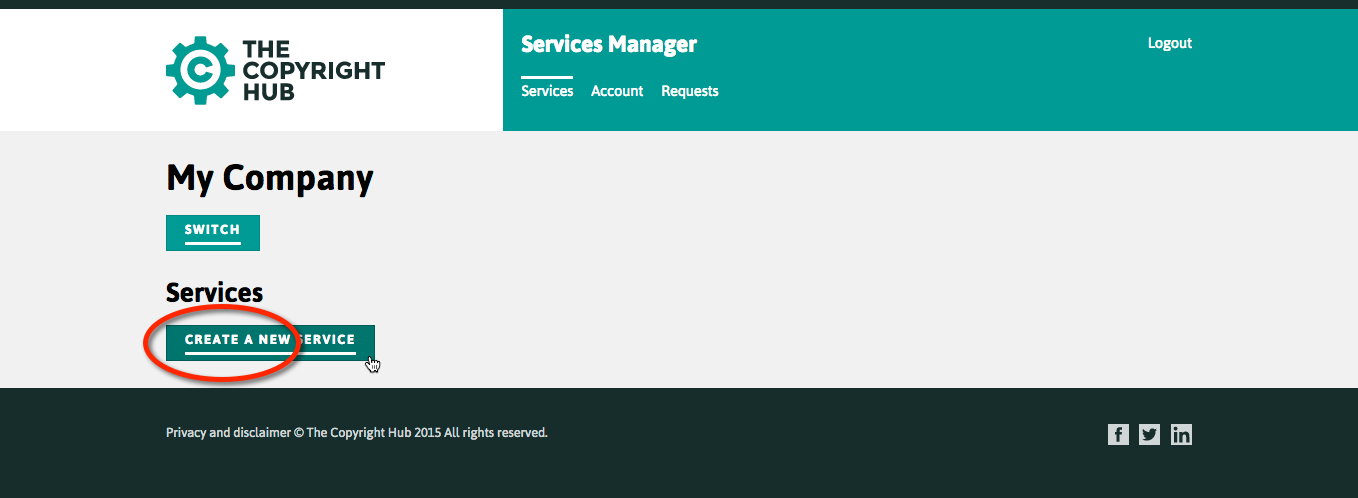 THE
COPYRIGHT
HUB
Services Manager
Logout
Services Account Requests
My Company
SWITCH
Services
CREATE A NEW SERVICE
Privacy and disclaimer © The Copyright Hub 2015 All rights reserved.